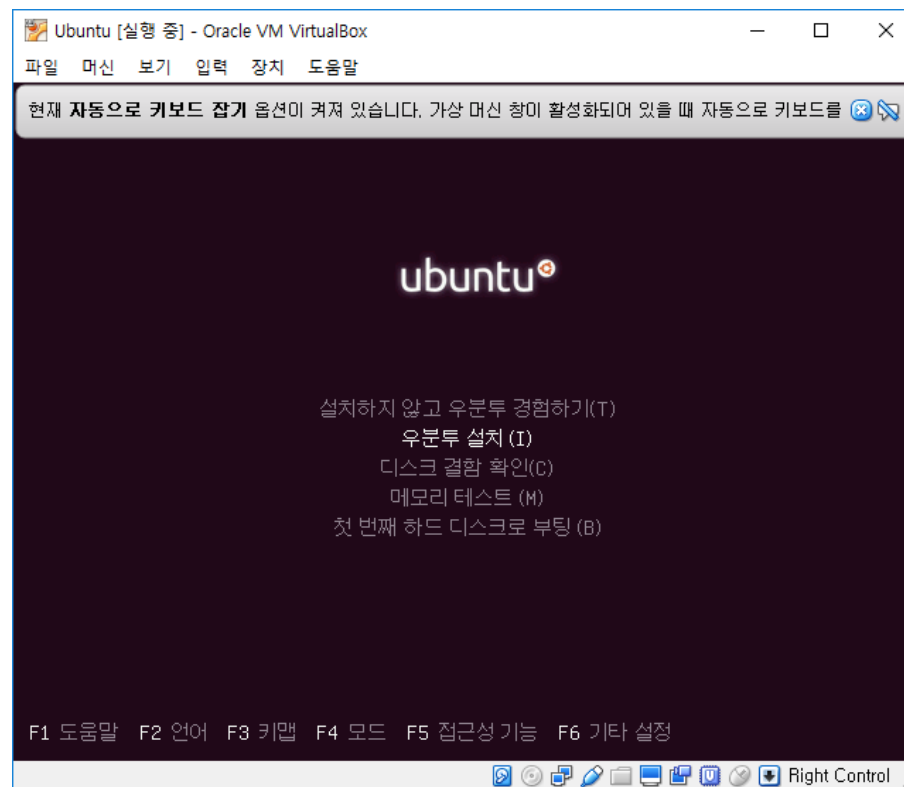 Ubuntu [실행 중] - Oracle VM VirtualBox
파일 머신 보기 입력 장치 도움말
현재 자동으로 키보드 잡기 옵션이 켜져 있습니다. 가상 머신 창이 활성화되어 있을 때 자동으로 키보드를
ubuntu
설치하지 않고 우분투 경험하기(T)
우분투 설치 (I)
디스크 결함 확인(C)
메모리 테스트 (M)
첫 번째 하드 디스크로 부팅 (B)
F1 도움말 F2 언어 F3 키맵 F4 모드 F5 접근성 기능 F6 기타 설정
Right Control